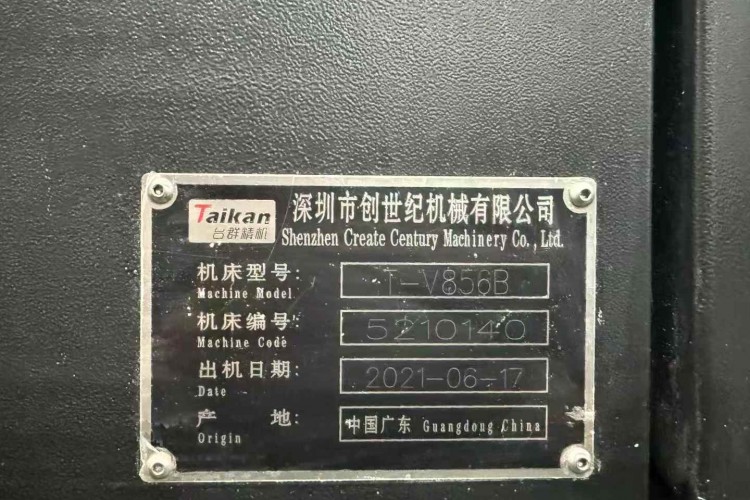 Taikan
台群精机
深圳市创世纪机械有限公司
Shenzhen Create Century Machinery Co., Ltd.
机床型号: T-V856B
Machine Model
机床编号: 5210140
Machine Code
出机日期: 2021-06-17
Date
产 地: 中国广东 Guangdong China
Origin